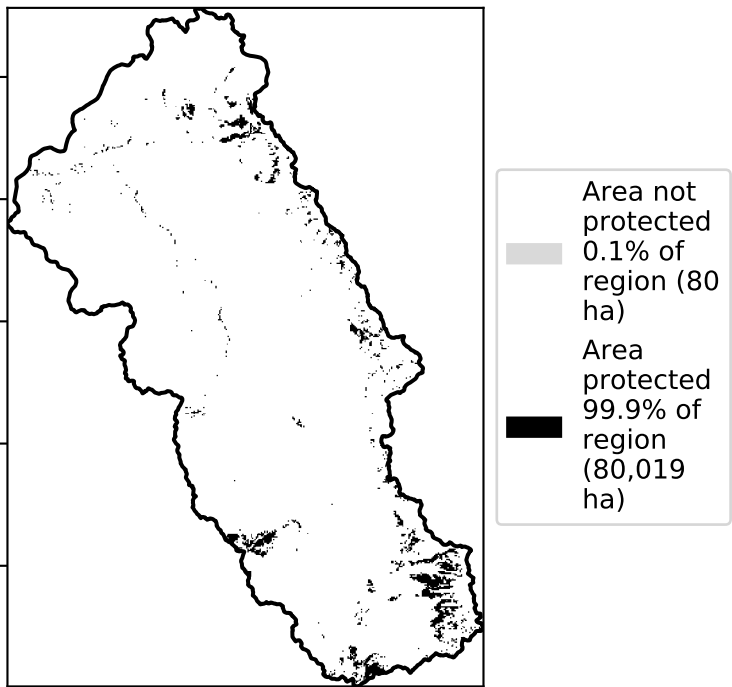 Area not
protected
0.1% of
region (80
ha)
Area
protected
99.9% of
region
(80,019
ha)